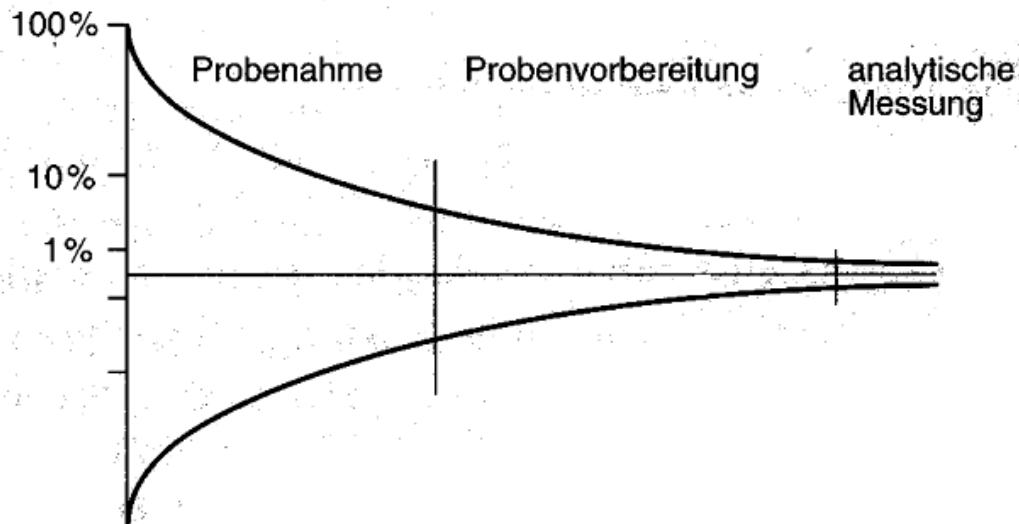 100%
Probenahme
Probenvorbereitung
analytische
Messung
10%
1%